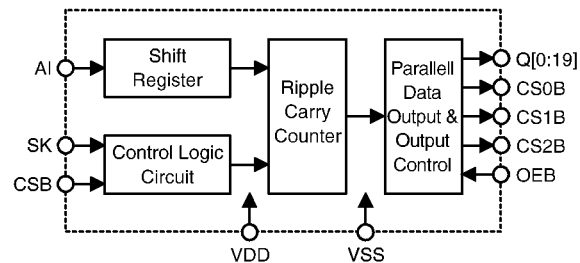 AI
SK
CSB
Shift
Register
Control Logic
Circuit
Ripple
Carry
Counter
Parallell
Data
Output &
Output
Control
Q[0:19]
CS0B
CS1B
CS2B
OEB
VDD
VSS